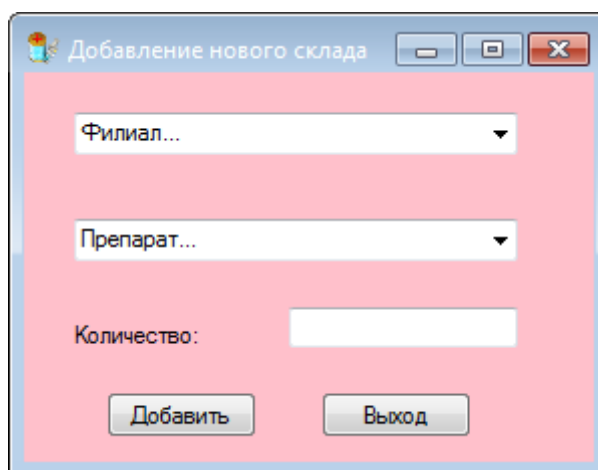 Добавление нового склада
Филиал...
Препарат...
Количество:
Добавить Выход